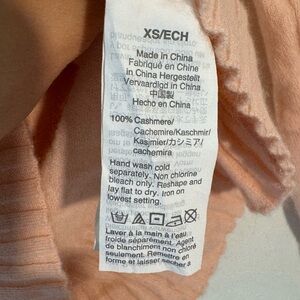 XS/ECH
Made in China
Fabriqué en Chine
in China Hergestellt
Vervaardigd in China
中国製
Hecho en China
100% Cashmere/
Cachemire/Kaschmir/
Kasjmier/カシミア/
cachemira
Hand wash cold
separately. Non chlorine
bleach only. Reshape and
lay flat to dry. Iron on
lowest setting.
Laver à la main à l'eau
froide séparément. Agent
de blanchiment non chloré
seulement. Remettre en
forme et laisser sécher à